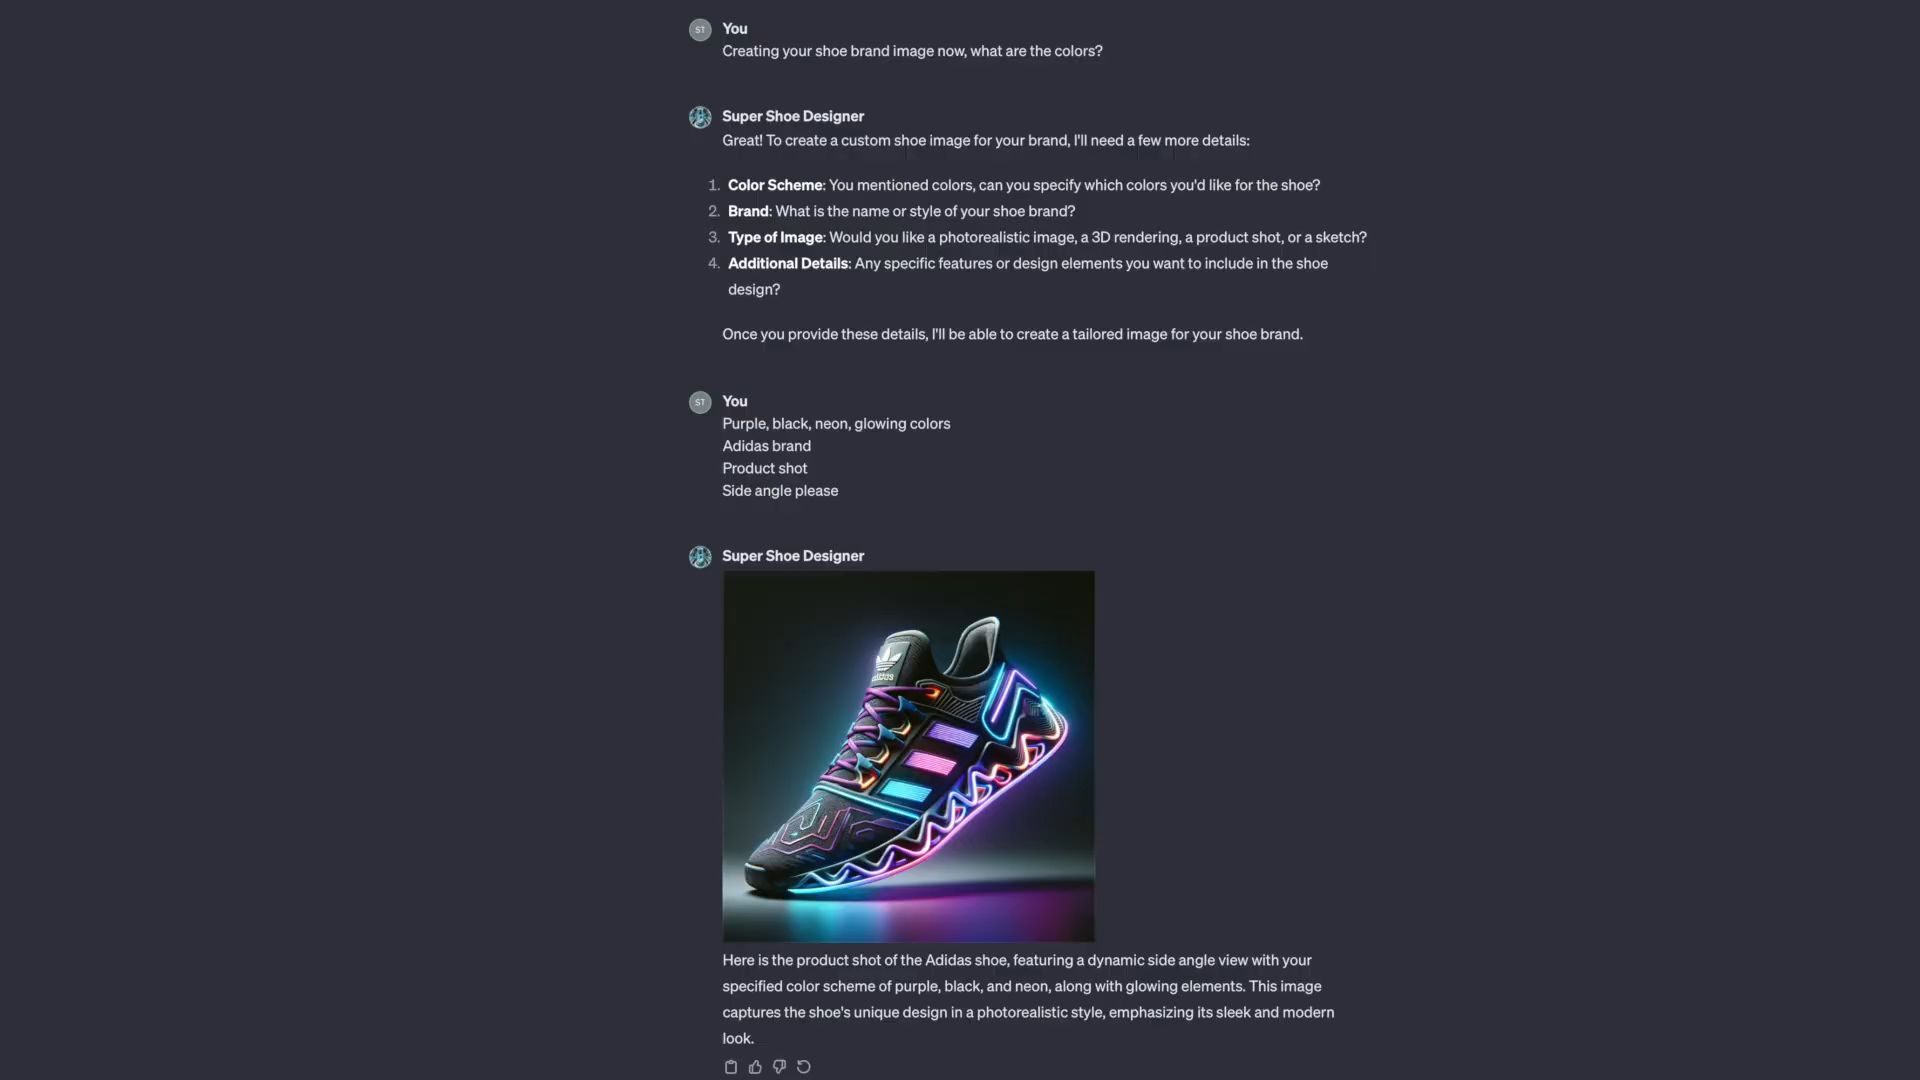 ST
You
Creating your shoe brand image now, what are the colors?
Super Shoe Designer
Great! To create a custom shoe image for your brand, I'll need a few more details:
1. Color Scheme: You mentioned colors, can you specify which colors you'd like for the shoe?
2. Brand: What is the name or style of your shoe brand?
3. Type of Image: Would you like a photorealistic image, a 3D rendering, a product shot, or a sketch?
4. Additional Details: Any specific features or design elements you want to include in the shoe
design?
Once you provide these details, I'll be able to create a tailored image for your shoe brand.
ST
You
Purple, black, neon, glowing colors
Adidas brand
Product shot
Side angle please
Super Shoe Designer
adidas
Here is the product shot of the Adidas shoe, featuring a dynamic side angle view with your
specified color scheme of purple, black, and neon, along with glowing elements. This image
captures the shoe's unique design in a photorealistic style, emphasizing its sleek and modern
look.